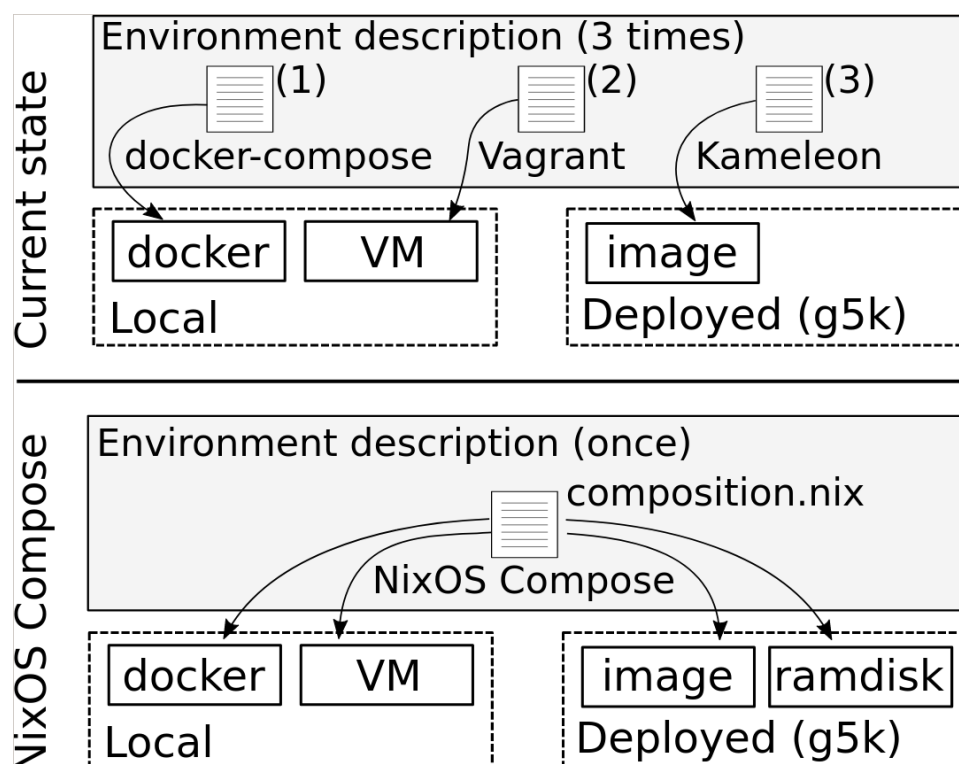 Current state
Environment description (3 times)
(1)
(2)
(3)
docker-compose
Vagrant
Kameleon
docker
VM
image
Local
Deployed (g5k)
NixOS Compose
Environment description (once)
composition.nix
NixOS Compose
docker
VM
image
ramdisk
Local
Deployed (g5k)